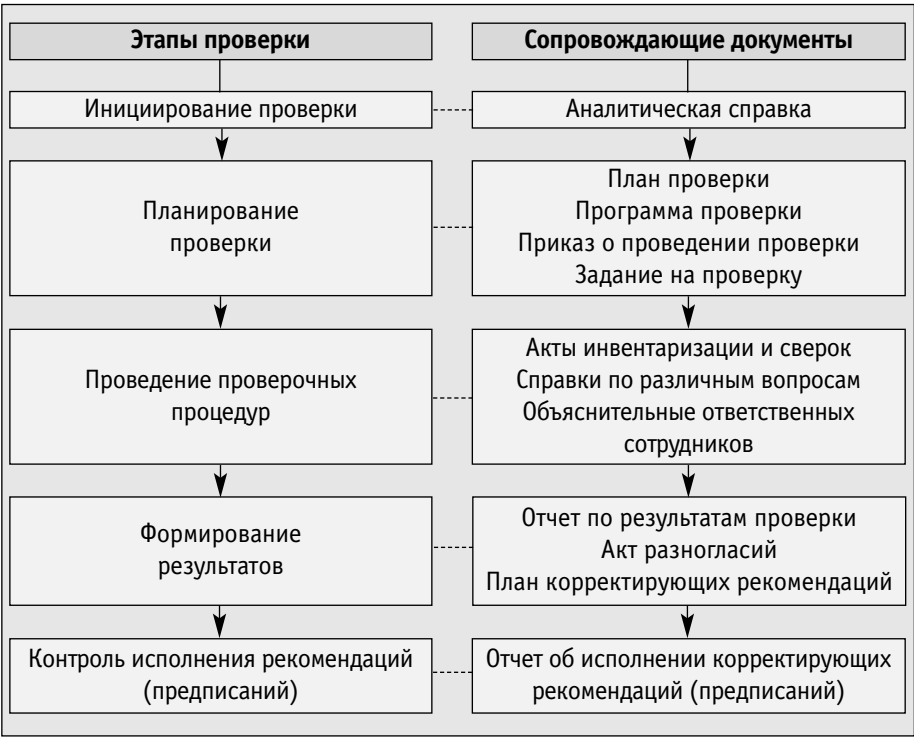 Этапы проверки
Сопровождающие документы
Инициирование проверки
Аналитическая справка
Планирование
проверки
План проверки
Программа проверки
Приказ о проведении проверки
Задание на проверку
Проведение проверочных
процедур
Акты инвентаризации и сверок
Справки по различным вопросам
Объяснительные ответственных
сотрудников
Формирование
результатов
Отчет по результатам проверки
Акт разногласий
План корректирующих рекомендаций
Контроль исполнения рекомендаций
(предписаний)
Отчет об исполнении корректирующих
рекомендаций (предписаний)